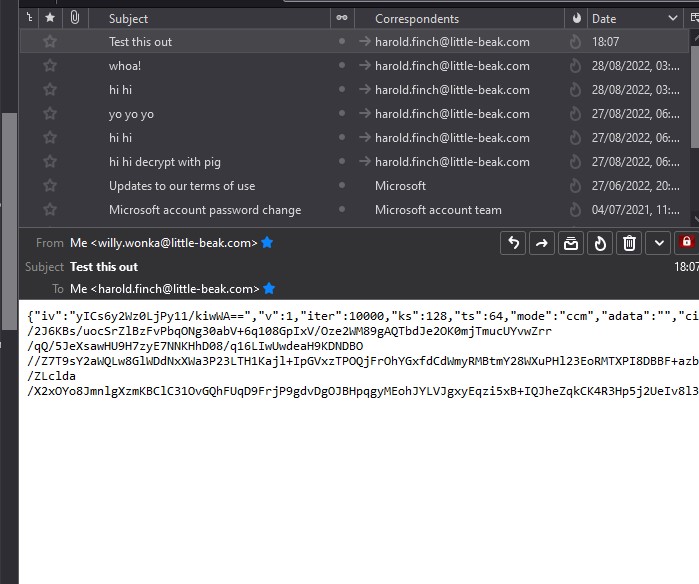 Subject Correspondents Date
Test this out harold.finch@little-beak.com 18:07
whoa! harold.finch@little-beak.com 28/08/2022, 03:...
hi hi harold.finch@little-beak.com 28/08/2022, 03:...
yo yo yo harold.finch@little-beak.com 27/08/2022, 06:...
hi hi harold.finch@little-beak.com 27/08/2022, 06:...
hi hi decrypt with pig harold.finch@little-beak.com 27/08/2022, 06:...
Updates to our terms of use Microsoft 27/06/2022, 20:...
Microsoft account password change Microsoft account team 04/07/2021, 11:...
From Me <willy.wonka@little-beak.com>
Subject Test this out 18:07
To Me <harold.finch@little-beak.com>
{"iv":"yICs6y2Wz0LjPy11/kiwWA==","v":1,"iter":10000,"ks":128,"ts":64,"mode":"ccm","adata":"","ci
/2J6KBs/uocSrZlBzFvPbqONg30abV+6q108GpIxV/Oze2WM89gAQTbdJe2OK0mjTmucUYvwZrr
/qQ/5JeXsawHU9H7zyE7NNKHhD08/q16LIwUwdeaH9KDNDBO
//Z7T9sY2aWQLw8GlWDdNxXWa3P23LTH1Kajl+IpGVxzTPOQjFrOhYGxfdCdWmyRMBtmY28WXuPHl23EoRMTXPI8DBBF+azb
/ZLclda
/X2xOYo8JmnlgXzmKBClC31OvGQhFUqD9FrjP9gdvDgOJBHpqgyMEohJYLVJgxyEqzi5xB+IQJheZqkCK4R3Hp5j2UeIv8l3